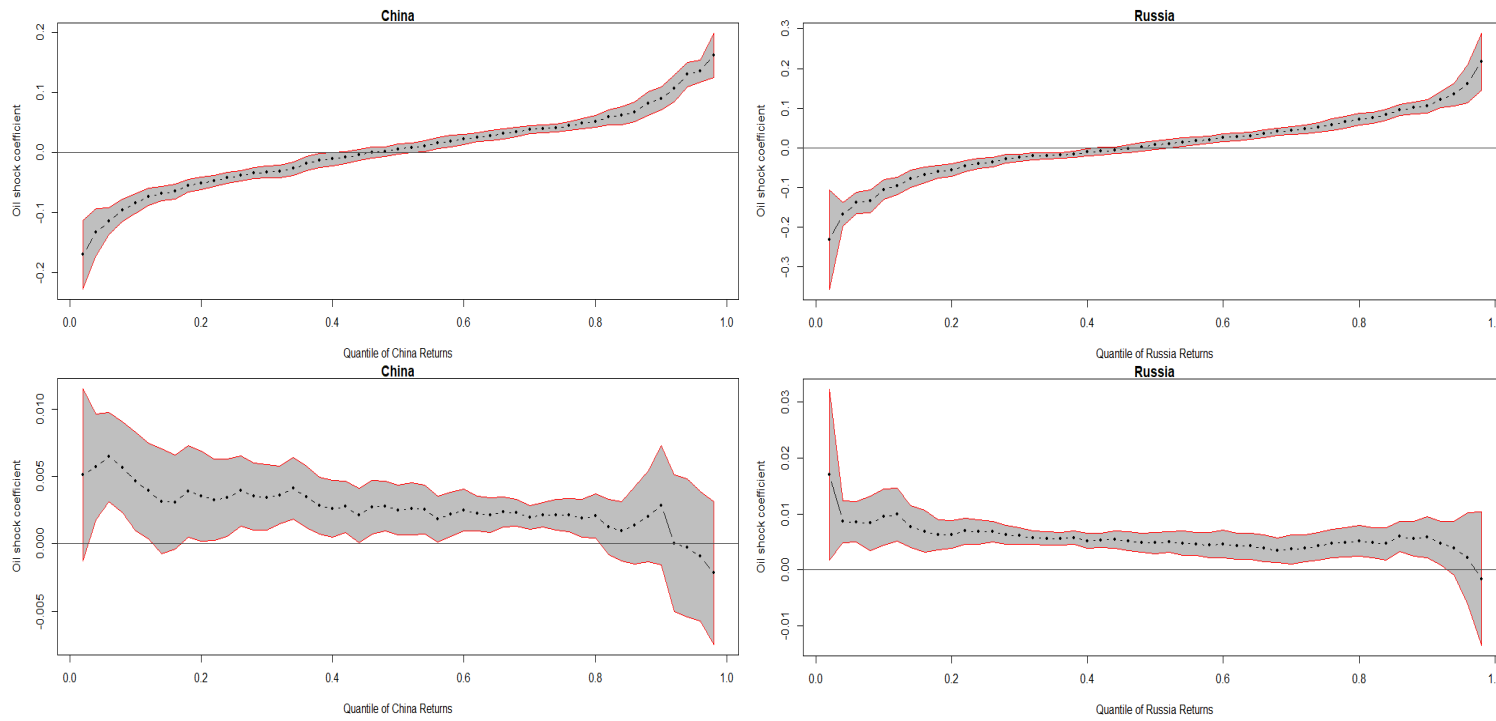 China
Oil shock coefficient
0.2
0.1
0.0
-0.1
-0.2
0.0 0.2 0.4 0.6 0.8 1.0
Quantile of China Returns
Russia
Oil shock coefficient
0.3
0.2
0.1
0.0
-0.1
-0.2
-0.3
0.0 0.2 0.4 0.6 0.8 1.
Quantile of Russia Returns
China
Oil shock coefficient
0.010
0.005
0.000
-0.005
0.0 0.2 0.4 0.6 0.8 1.0
Quantile of China Returns
Russia
Oil shock coefficient
0.03
0.02
0.01
0.00
-0.01
0.0 0.2 0.4 0.6 0.8 1.
Quantile of Russia Returns